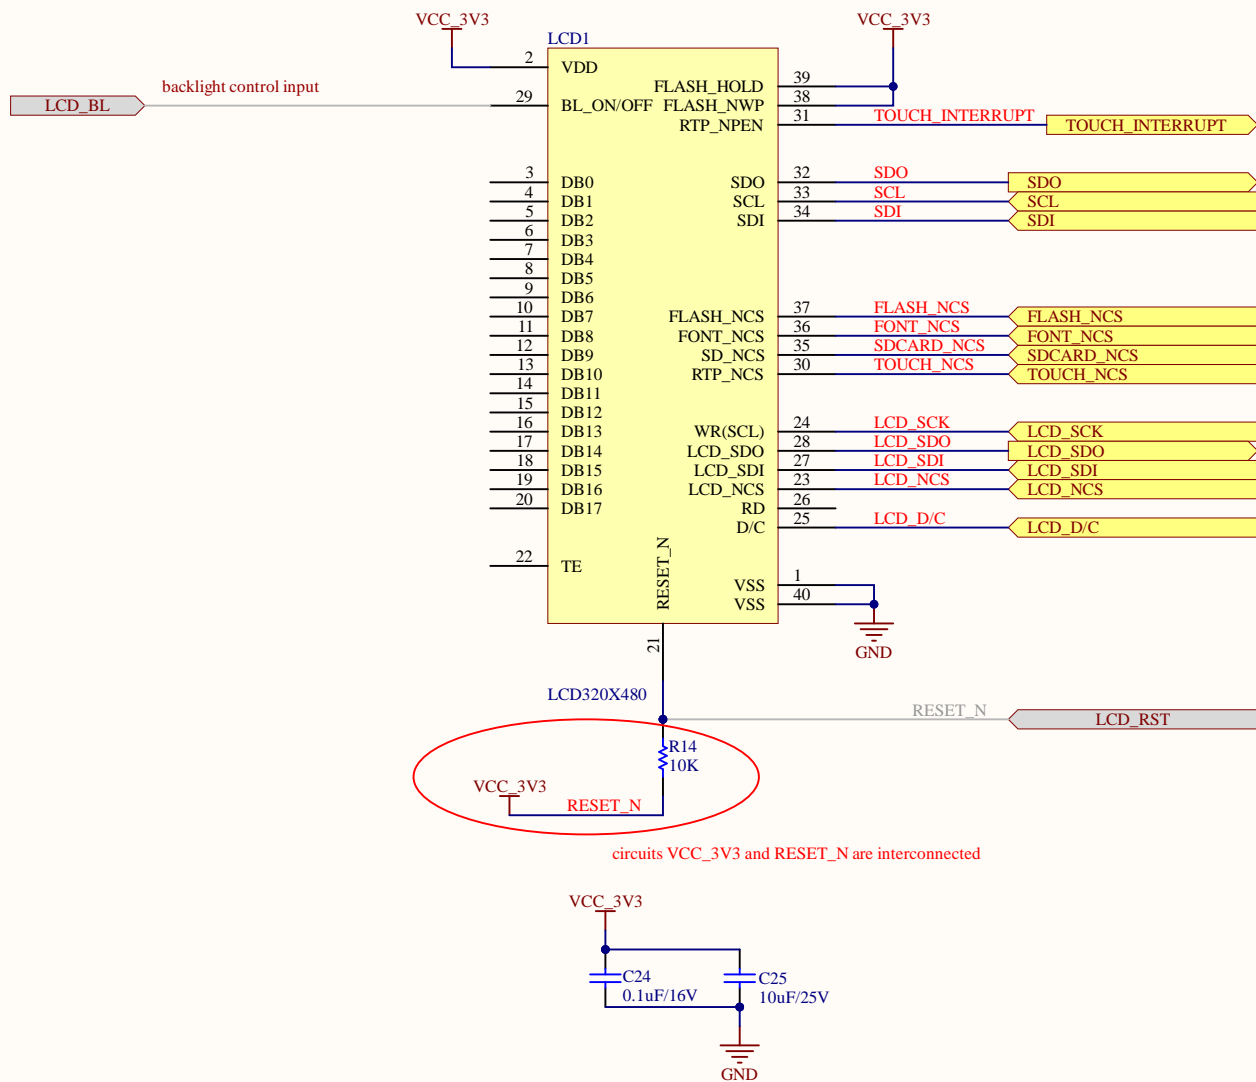 VCC_3V3
VCC_3V3
LCD1
2
VDD
backlight control input
FLASH_HOLD
39
LCD_BL
29
BL_ON/OFF
FLASH_NWP
38
RTP_NPEN
31
TOUCH_INTERRUPT
TOUCH_INTERRUPT
3
DB0
SDO
32
SDO
SDO
4
DB1
SCL
33
SCL
SCL
5
DB2
SDI
34
SDI
SDI
6
DB3
7
DB4
8
DB5
9
DB6
10
DB7
FLASH_NCS
37
FLASH_NCS
FLASH_NCS
11
DB8
FONT_NCS
36
FONT_NCS
FONT_NCS
12
DB9
SD_NCS
35
SDCARD_NCS
SDCARD_NCS
13
DB10
RTP_NCS
30
TOUCH_NCS
TOUCH_NCS
14
DB11
15
DB12
16
DB13
WR(SCL)
24
LCD_SCK
LCD_SCK
17
DB14
LCD_SDO
28
LCD_SDO
LCD_SDO
18
DB15
LCD_SDI
27
LCD_SDI
LCD_SDI
19
DB16
LCD_NCS
23
LCD_NCS
LCD_NCS
20
DB17
RD
26
D/C
25
LCD_D/C
LCD_D/C
22
TE
RESET_N
VSS
1
VSS
40
21
GND
LCD320X480
RESET_N
LCD_RST
R14
10K
VCC_3V3
RESET_N
circuits VCC_3V3 and RESET_N are interconnected
VCC_3V3
C24
0.1uF/16V
C25
10uF/25V
GND